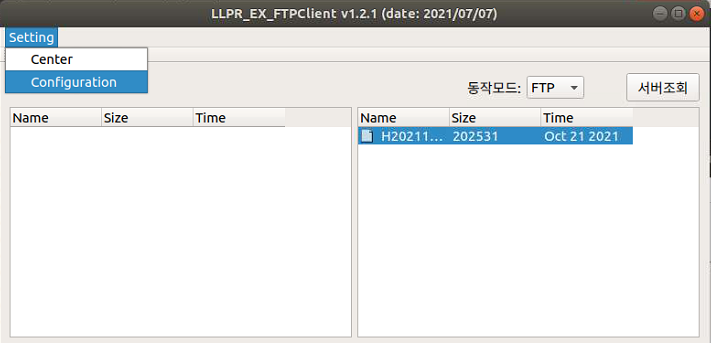 LLPR_EX_FTPClient v1.2.1 (date: 2021/07/07)
Setting
Center
Configuration
동작모드: FTP 서버조회
Name Size Time Name Size Time
H20211... 202531 Oct 21 2021